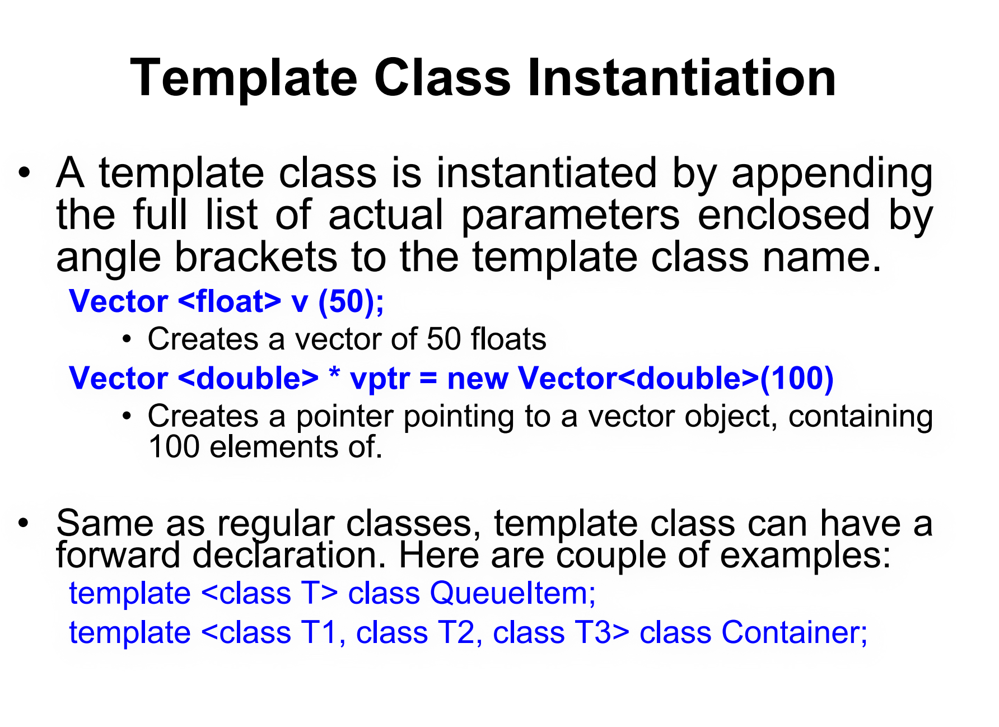 Template Class Instantiation
• A template class is instantiated by appending
the full list of actual parameters enclosed by
angle brackets to the template class name.
Vector <float> v (50);
• Creates a vector of 50 floats
Vector <double> * vptr = new Vector<double>(100)
• Creates a pointer pointing to a vector object, containing
100 elements of.
• Same as regular classes, template class can have a
forward declaration. Here are couple of examples:
template <class T> class QueueItem;
template <class T1, class T2, class T3> class Container;